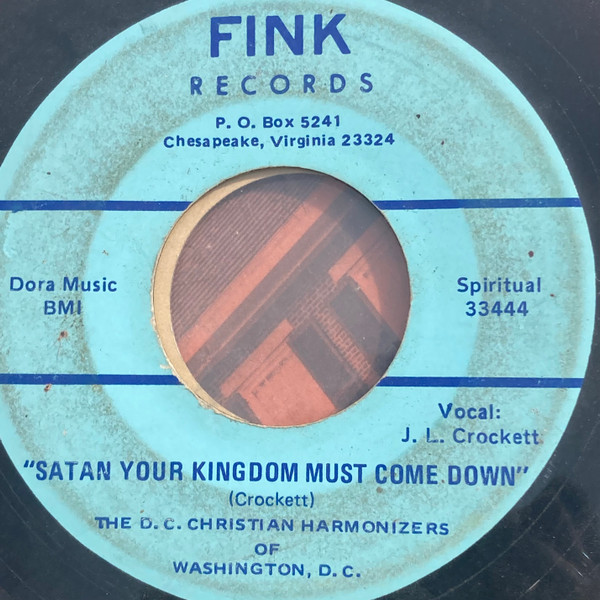 FINK
RECORDS
P. O. Box 5241
Chesapeake, Virginia 23324
Dora Music
BMI
Spiritual
33444
Vocal:
J. L. Crockett
"SATAN YOUR KINGDOM MUST COME DOWN"
(Crockett)
THE D. C. CHRISTIAN HARMONIZERS
OF
WASHINGTON, D. C.